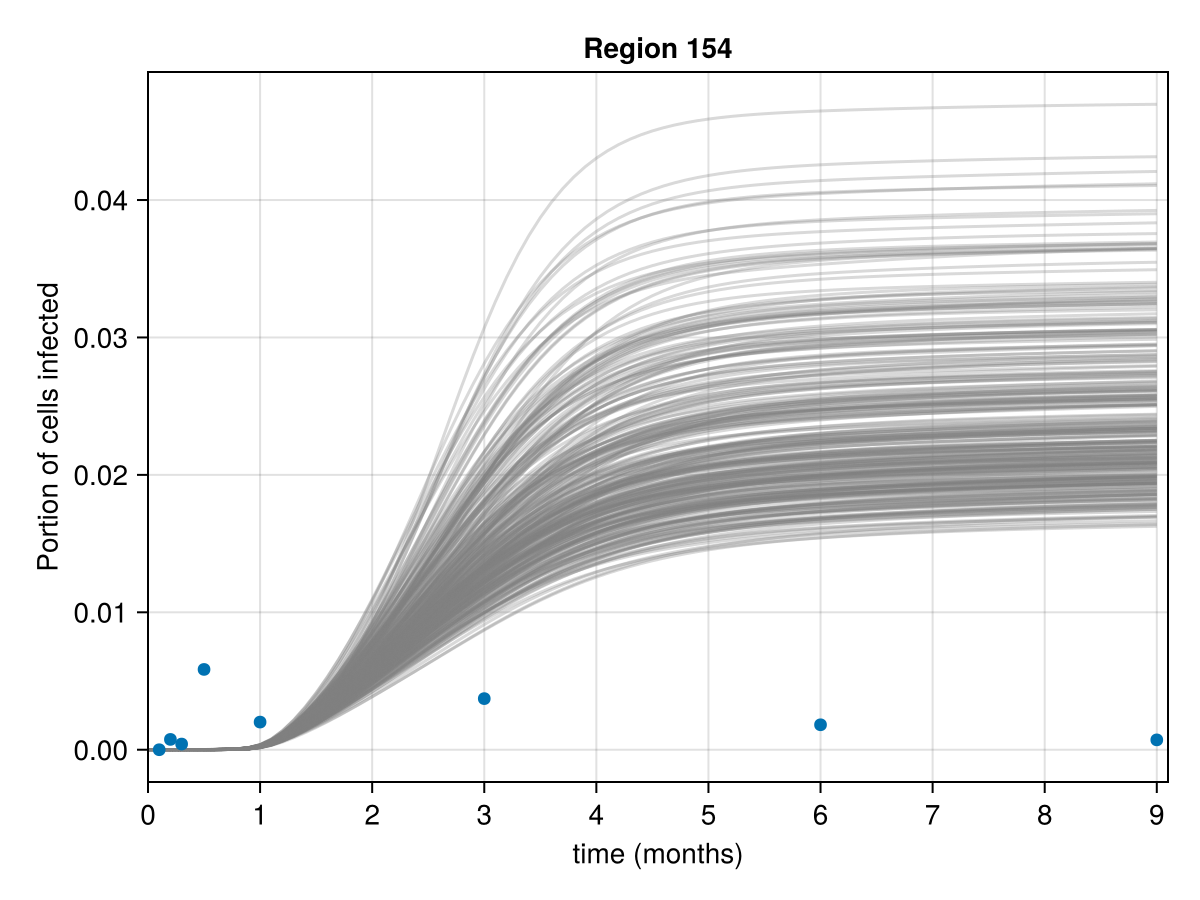 Region 154
Portion of cells infected
0.04
0.03
0.02
0.01
0.00
0 1 2 3 4 5 6 7 8 9
time (months)